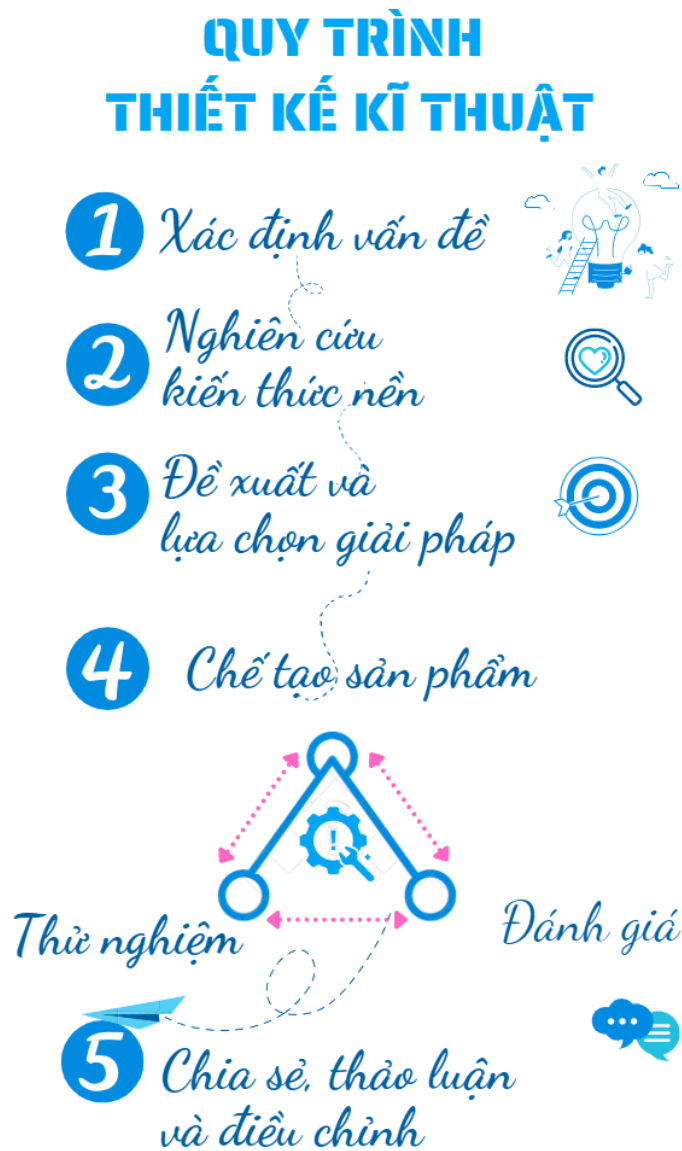 QUY TRÌNH
THIẾT KẾ KĨ THUẬT
1 Xác định vấn đề
2 Nghiên cứu
kiến thức nền
3 Đề xuất và
lựa chọn giải pháp
4 Chế tạo sản phẩm
Thử nghiệm
Đánh giá
5 Chia sẻ, thảo luận
và điều chỉnh